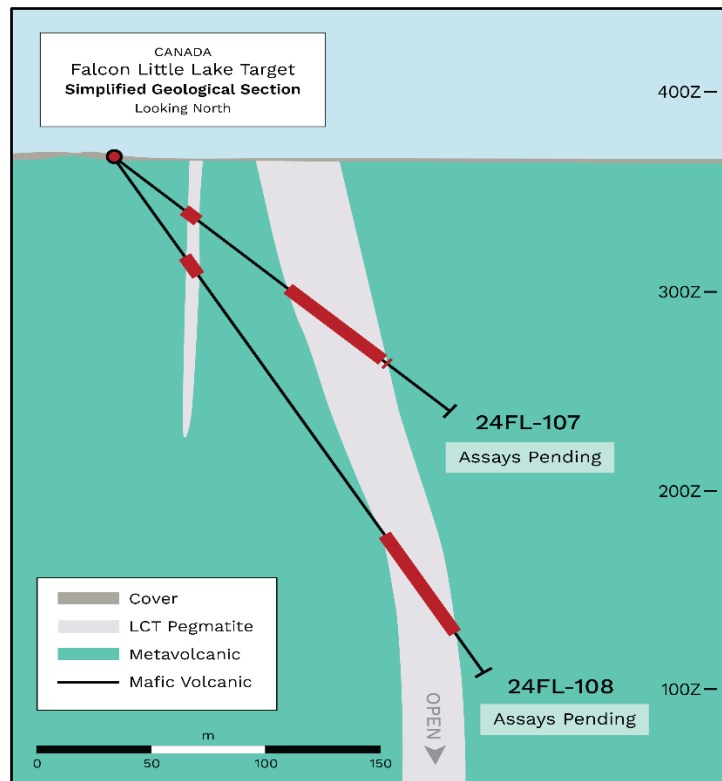 CANADA
Falcon Little Lake Target
Simplified Geological Section
Looking North
400Z
300Z
24FL-107
Assays Pending
200Z
100Z
24FL-108
Assays Pending
OPEN
Cover
LCT Pegmatite
Metavolcanic
Mafic Volcanic
m
0 50 100 150